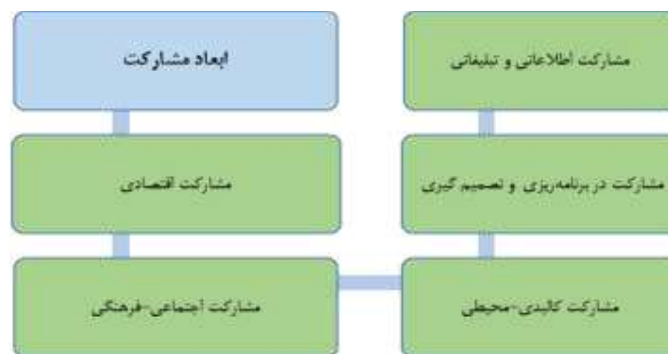 ابعاد مشارکت
مشارکت اقتصادی
مشارکت اجتماعی-فرهنگی
مشارکت کالبدی-محیطی
مشارکت در برنامه‌ریزی و تصمیم گیری
مشارکت اطلاعاتی و تبلیغاتی